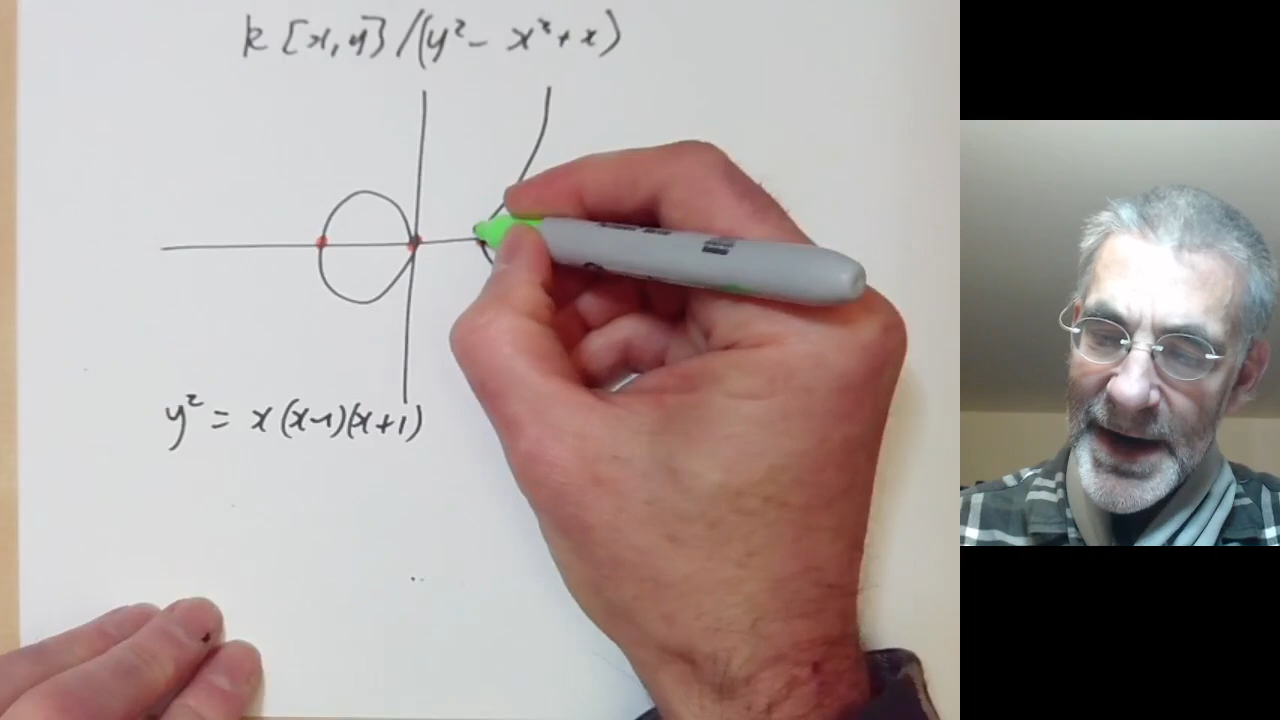 k[x,y]/(y²- x³+x)
y² = x(x-1)(x+1)